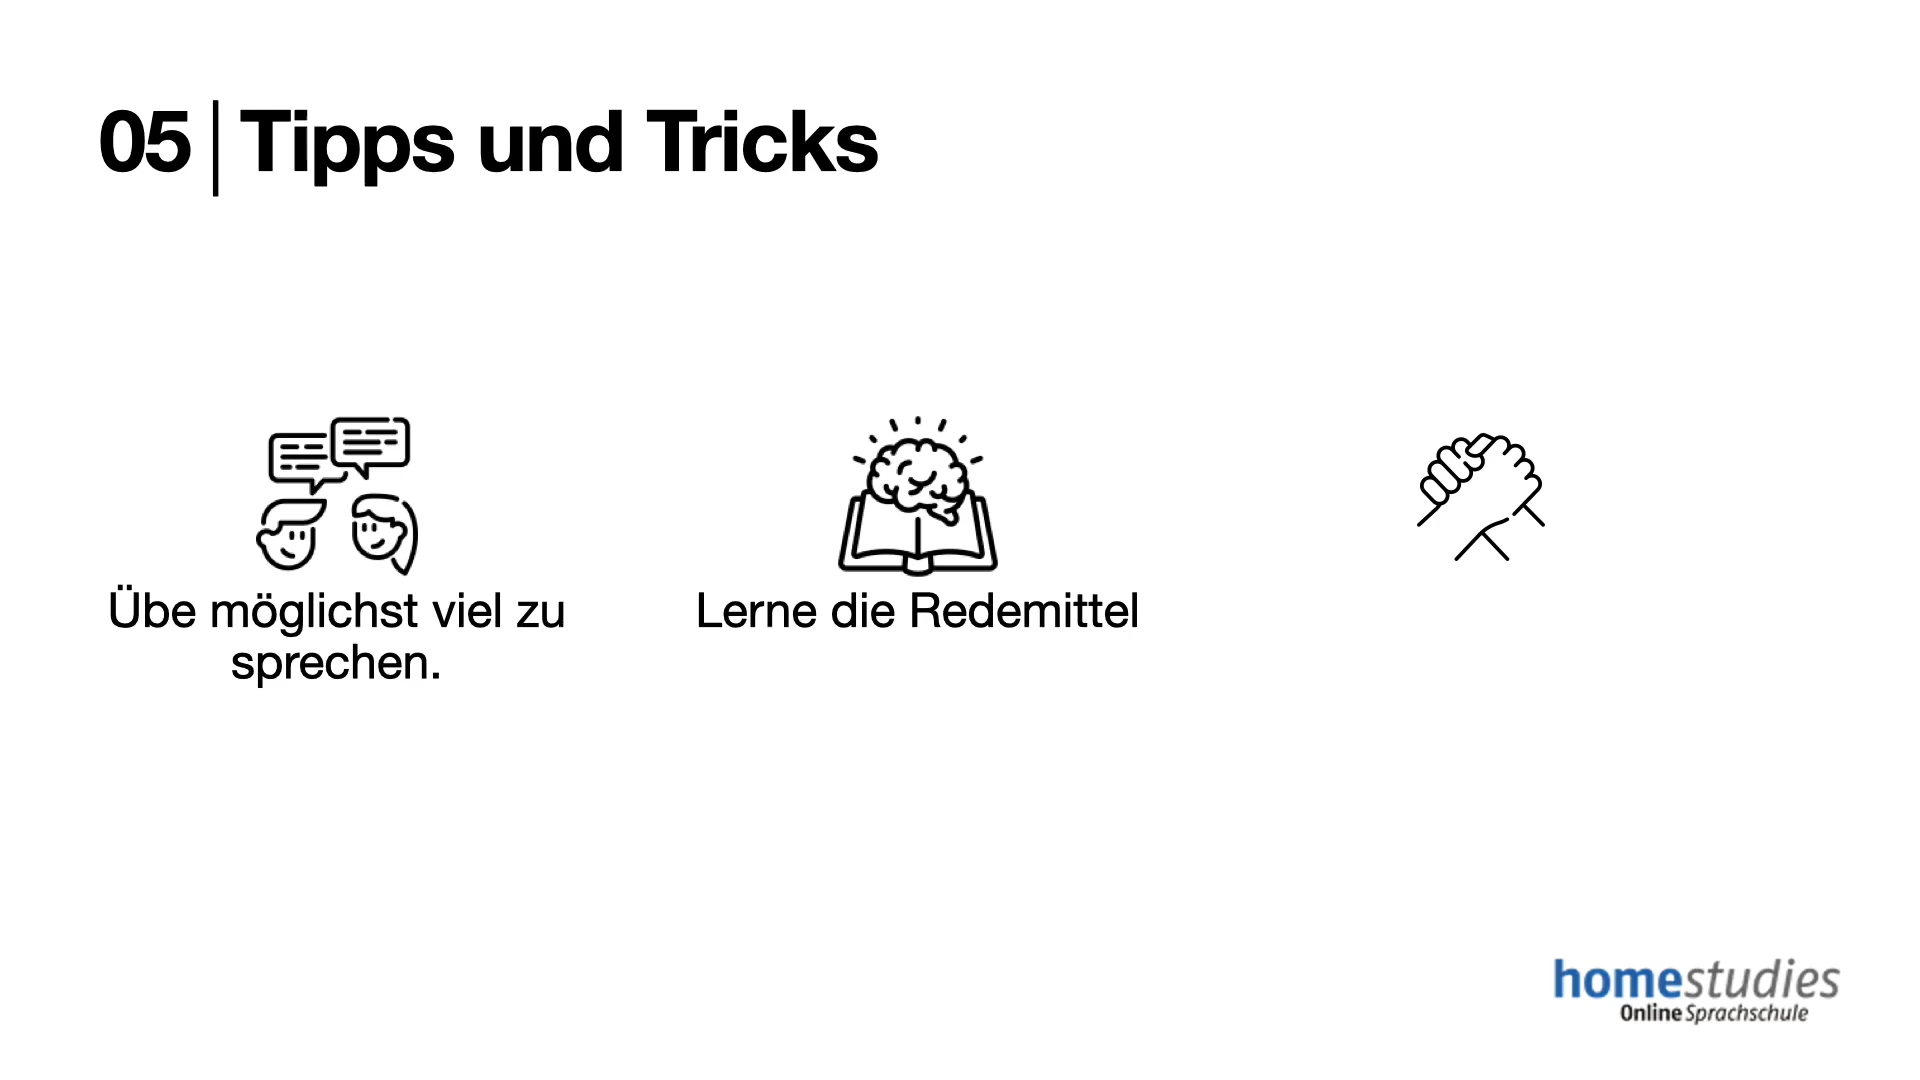 05 | Tipps und Tricks
Übe möglichst viel zu
sprechen.
Lerne die Redemittel
homestudies
Online Sprachschule